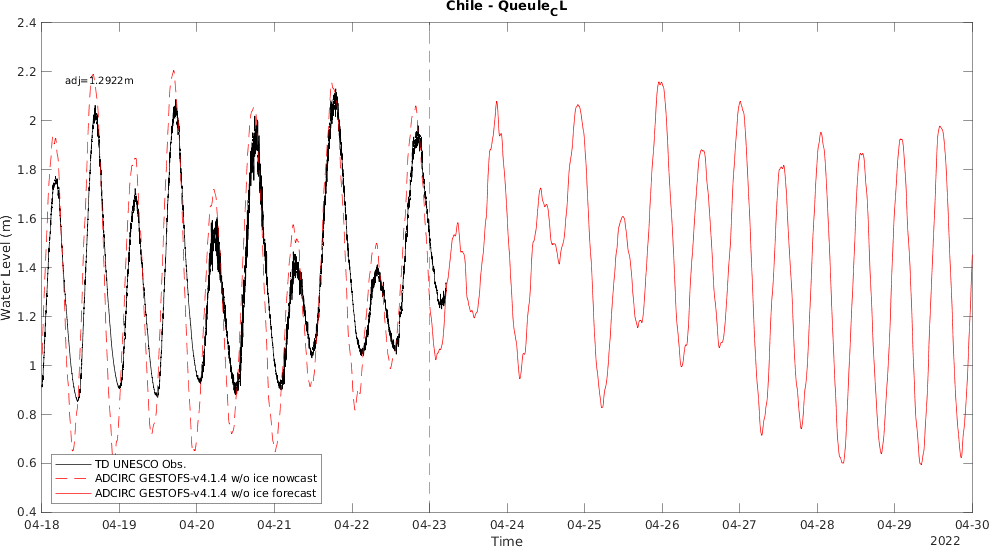 Chile - Queule_CL
adj=1.2922m
Water Level (m)
2.4
2.2
2
1.8
1.6
1.4
1.2
1
0.8
0.6
0.4
TD UNESCO Obs.
ADCIRC GESTOFS-v4.1.4 w/o ice nowcast
ADCIRC GESTOFS-v4.1.4 w/o ice forecast
04-18 04-19 04-20 04-21 04-22 04-23 04-24 04-25 04-26 04-27 04-28 04-29 04-30
Time
2022